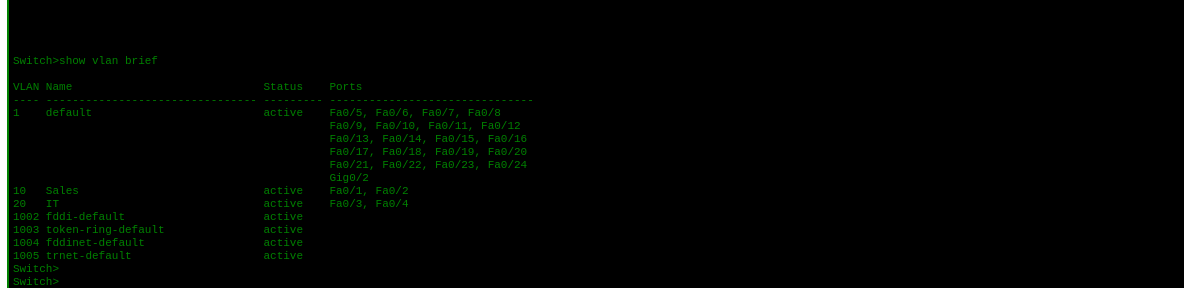 Switch>show vlan brief
VLAN Name                             Status    Ports
---- -------------------------------- --------- -------------------------------
1    default                          active    Fa0/5, Fa0/6, Fa0/7, Fa0/8
                                                Fa0/9, Fa0/10, Fa0/11, Fa0/12
                                                Fa0/13, Fa0/14, Fa0/15, Fa0/16
                                                Fa0/17, Fa0/18, Fa0/19, Fa0/20
                                                Fa0/21, Fa0/22, Fa0/23, Fa0/24
                                                Gig0/2
10   Sales                            active    Fa0/1, Fa0/2
20   IT                               active    Fa0/3, Fa0/4
1002 fddi-default                     active
1003 token-ring-default               active
1004 fddinet-default                  active
1005 trnet-default                    active
Switch>
Switch>